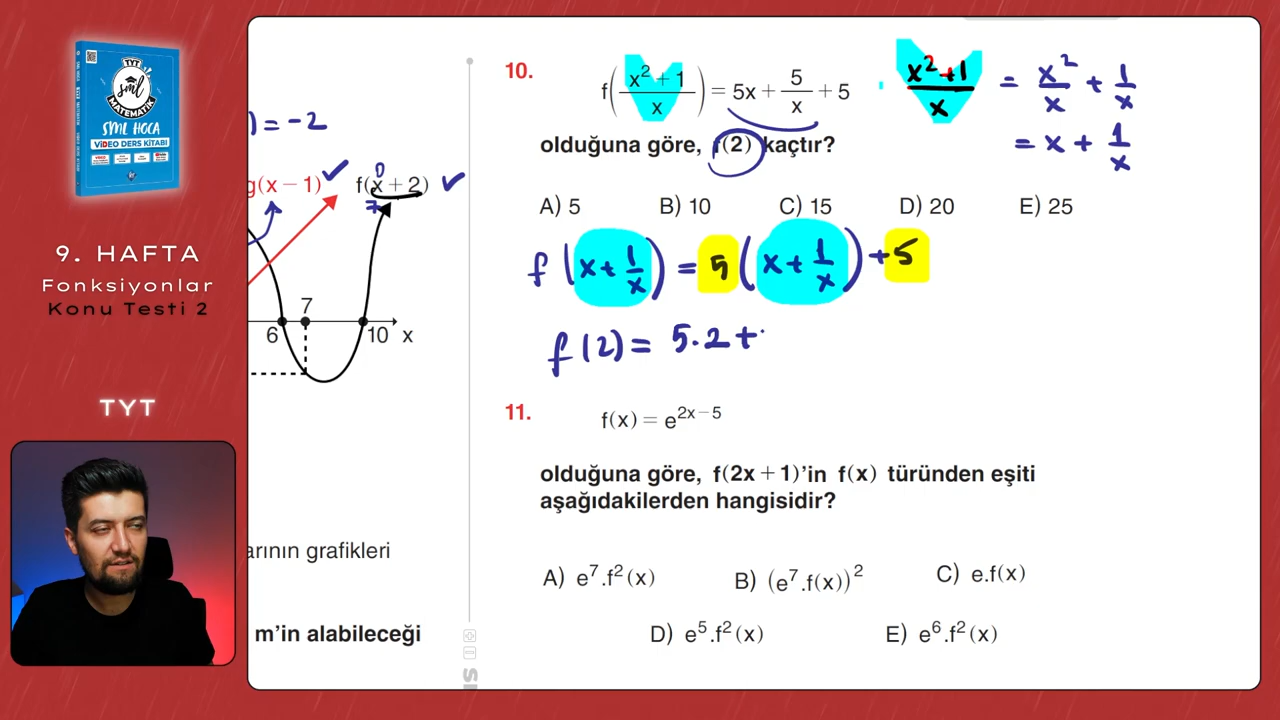 TYT
sml
MATEMATİK
SML HOCA
VİDEO DERS KİTABI
9. HAFTA
Fonksiyonlar
Konu Testi 2
TYT
) = -2
g(x - 1)
0
f(x + 2)
7
7
6
10
x
arının grafikleri
m'in alabileceği
10.
f((x² + 1)/x) = 5x + 5/x + 5
olduğuna göre, f(2) kaçtır?
A) 5 B) 10 C) 15 D) 20 E) 25
(x²+1)/x = x²/x + 1/x
= x + 1/x
f(x + 1/x) = 5(x + 1/x) + 5
f(2) = 5.2 +
11.
f(x) = e^(2x – 5)
olduğuna göre, f(2x + 1)'in f(x) türünden eşiti
aşağıdakilerden hangisidir?
A) e⁷.f²(x) B) (e⁷.f(x))² C) e.f(x)
D) e⁵.f²(x) E) e⁶.f²(x)